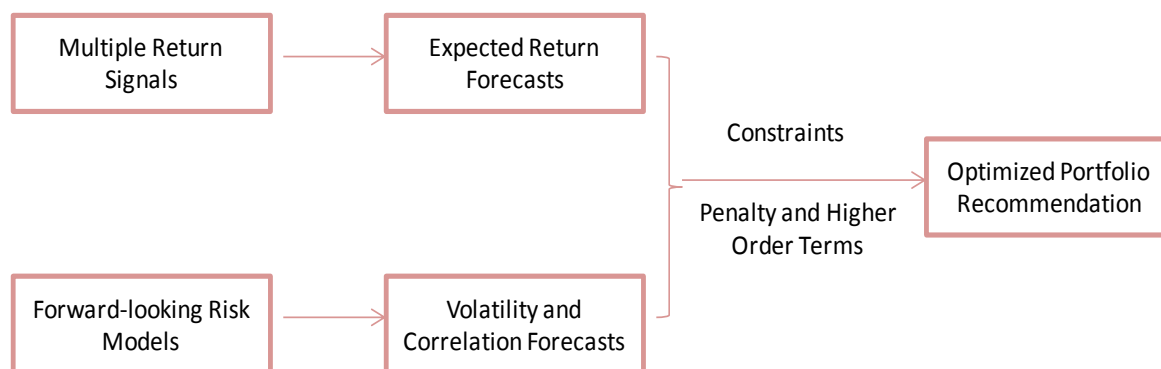 Multiple Return
Signals
Expected Return
Forecasts
Constraints
Optimized Portfolio
Recommendation
Penalty and Higher
Order Terms
Forward-looking Risk
Models
Volatility and
Correlation Forecasts